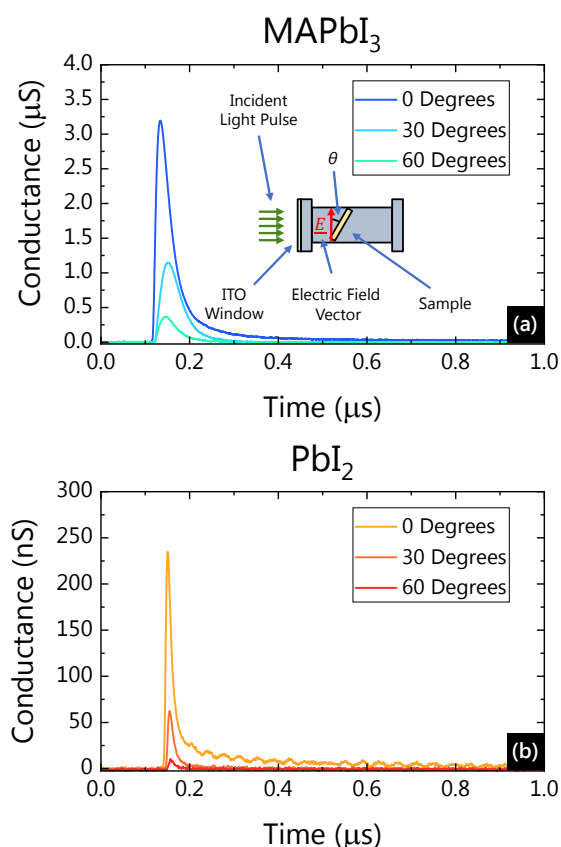 MAPbI₃
Conductance (μS)
4.0
3.5
3.0
2.5
2.0
1.5
1.0
0.5
0.0
0 Degrees
30 Degrees
60 Degrees
Incident
Light Pulse
θ
E
ITO
Window
Electric Field
Vector
Sample
(a)
0.0 0.2 0.4 0.6 0.8 1.0
Time (μs)
PbI₂
Conductance (nS)
300
250
200
150
100
50
0
0 Degrees
30 Degrees
60 Degrees
(b)
0.0 0.2 0.4 0.6 0.8 1.0
Time (μs)